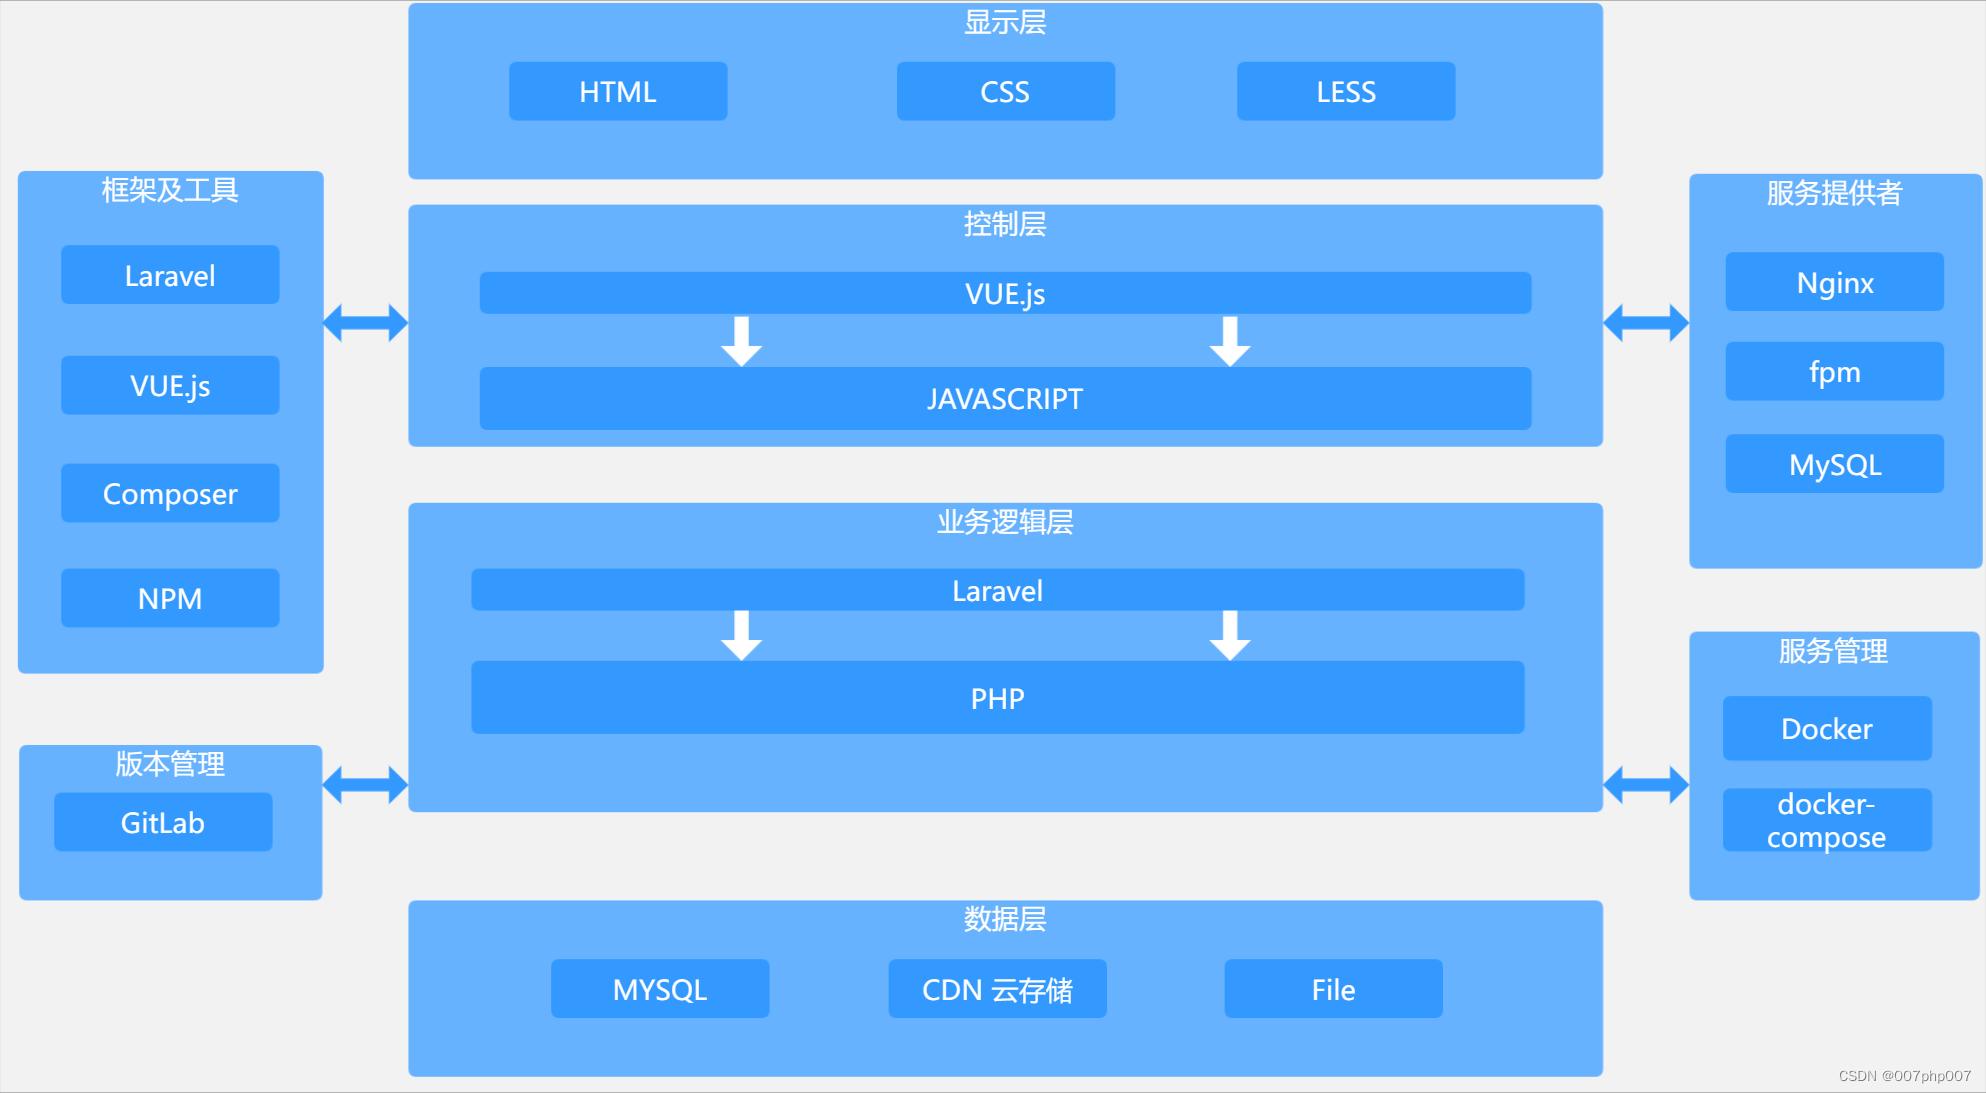 显示层
HTML
CSS
LESS
框架及工具
Laravel
VUE.js
Composer
NPM
控制层
VUE.js
JAVASCRIPT
服务提供者
Nginx
fpm
MySQL
业务逻辑层
Laravel
PHP
版本管理
GitLab
服务管理
Docker
docker-
compose
数据层
MYSQL
CDN 云存储
File
CSDN @007php007